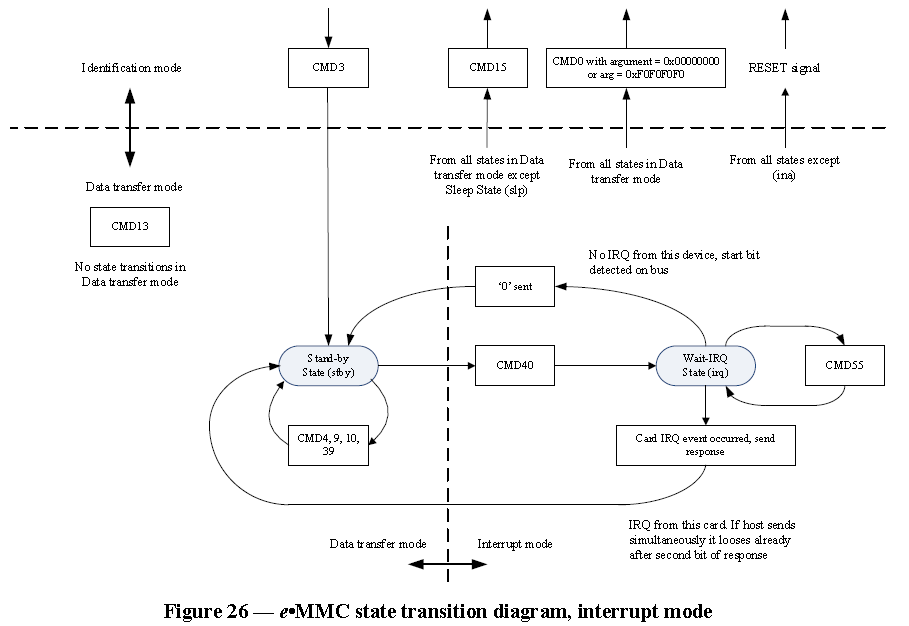 Identification mode
CMD3
CMD15
CMD0 with argument = 0x00000000
or arg = 0xF0F0F0F0
RESET signal
From all states in Data
transfer mode except
Sleep State (slp)
From all states in Data
transfer mode
From all states except
(ina)
Data transfer mode
CMD13
No state transitions in
Data transfer mode
No IRQ from this device, start bit
detected on bus
‘0’ sent
Stand-by
State (stby)
CMD40
Wait-IRQ
State (irq)
CMD55
CMD4, 9, 10,
39
Card IRQ event occurred, send
response
IRQ from this card. If host sends
simultaneously it looses already
after second bit of response
Data transfer mode
Interrupt mode
Figure 26 — e•MMC state transition diagram, interrupt mode